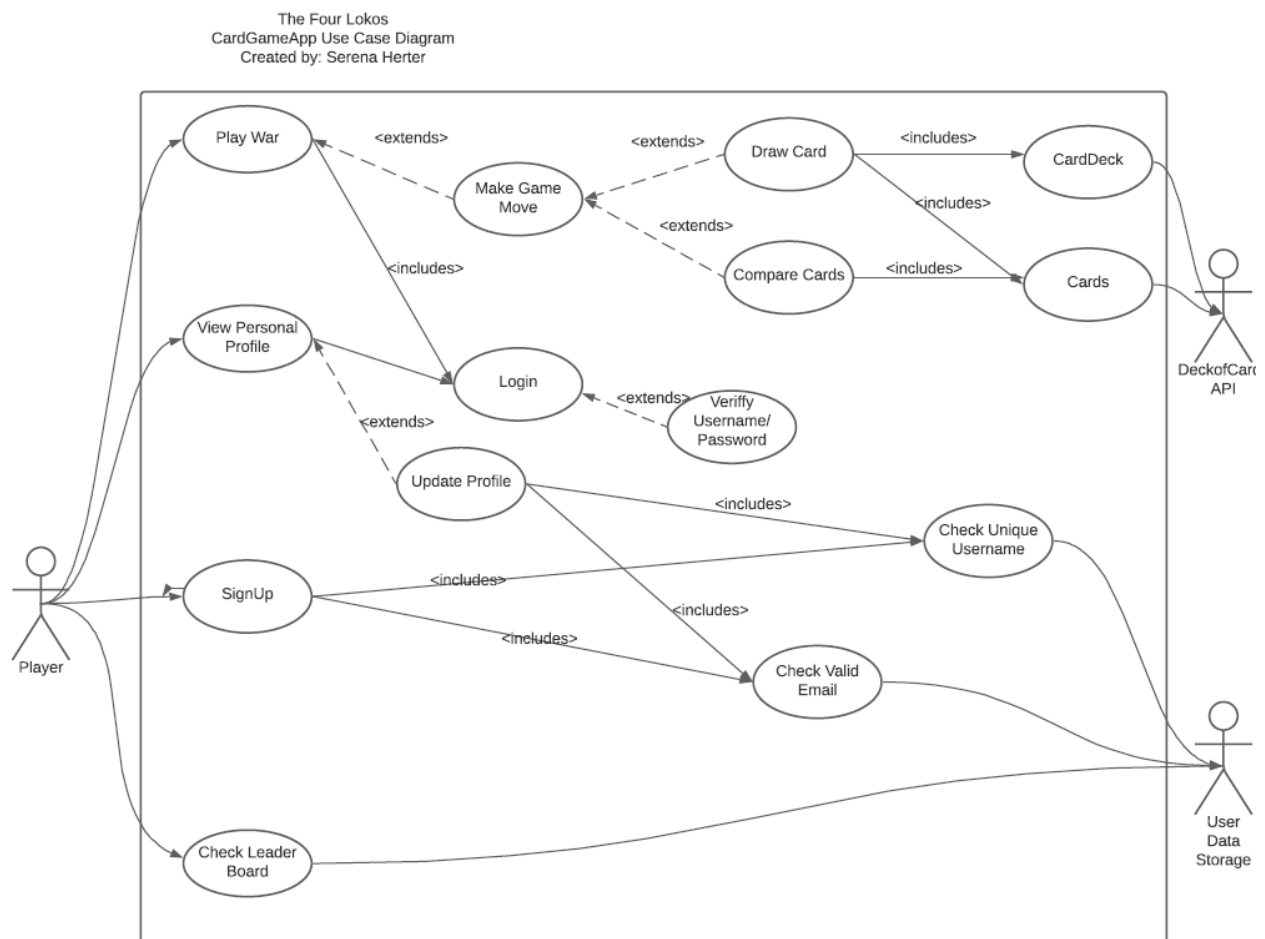 The Four Lokos
CardGameApp Use Case Diagram
Created by: Serena Herter
Play War
<extends>
Make Game
Move
<extends>
Draw Card
<includes>
CardDeck
<includes>
<extends>
Compare Cards
<includes>
Cards
<includes>
DeckofCard
API
View Personal
Profile
Login
<extends>
Veriffy
Username/
Password
<extends>
Update Profile
<includes>
Check Unique
Username
Player
SignUp
<includes>
<includes>
<includes>
Check Valid
Email
Check Leader
Board
User
Data
Storage